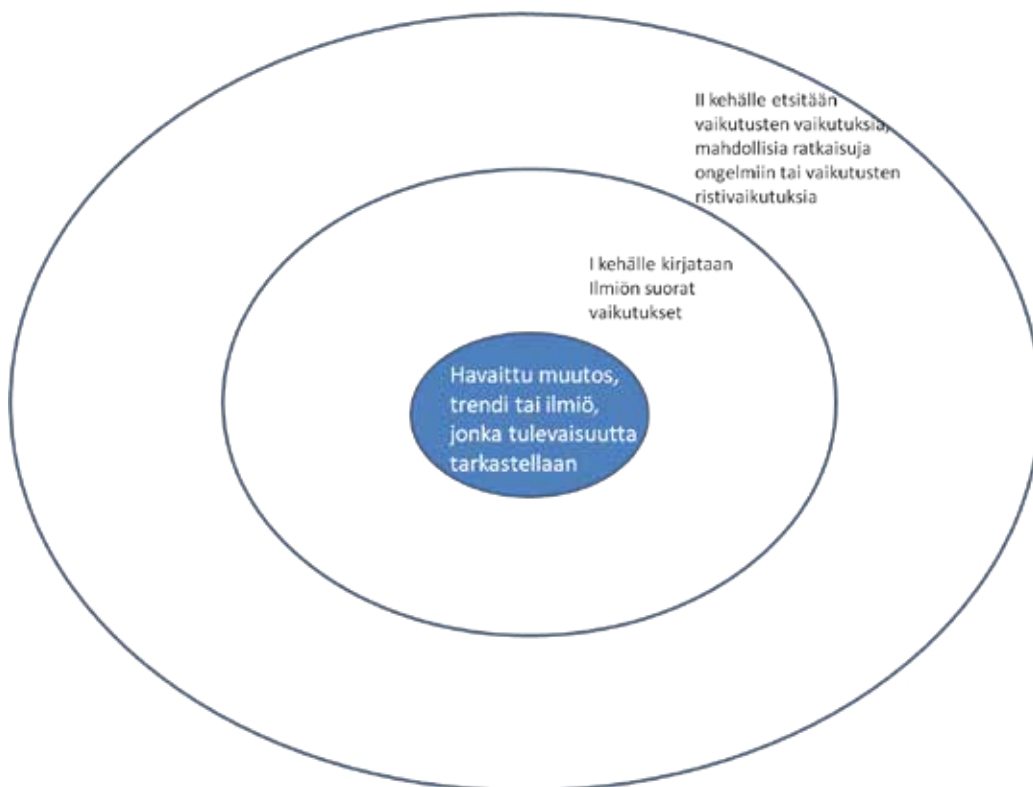 II kehälle etsitään
vaikutusten vaikutuksia,
mahdollisia ratkaisuja
ongelmiin tai vaikutusten
ristivaikutuksia
I kehälle kirjataan
Ilmiön suorat
vaikutukset
Havaittu muutos,
trendi tai ilmiö,
jonka tulevaisuutta
tarkastellaan